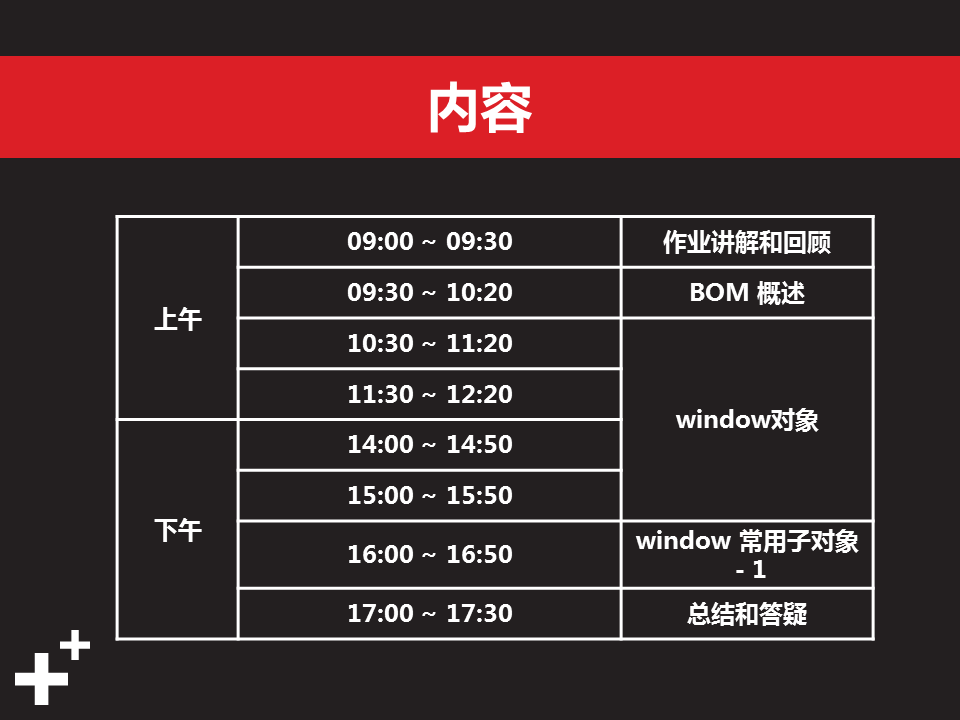 内容
上午
09:00 ~ 09:30
作业讲解和回顾
09:30 ~ 10:20
BOM 概述
10:30 ~ 11:20
window对象
11:30 ~ 12:20
下午
14:00 ~ 14:50
15:00 ~ 15:50
16:00 ~ 16:50
window 常用子对象
- 1
17:00 ~ 17:30
总结和答疑